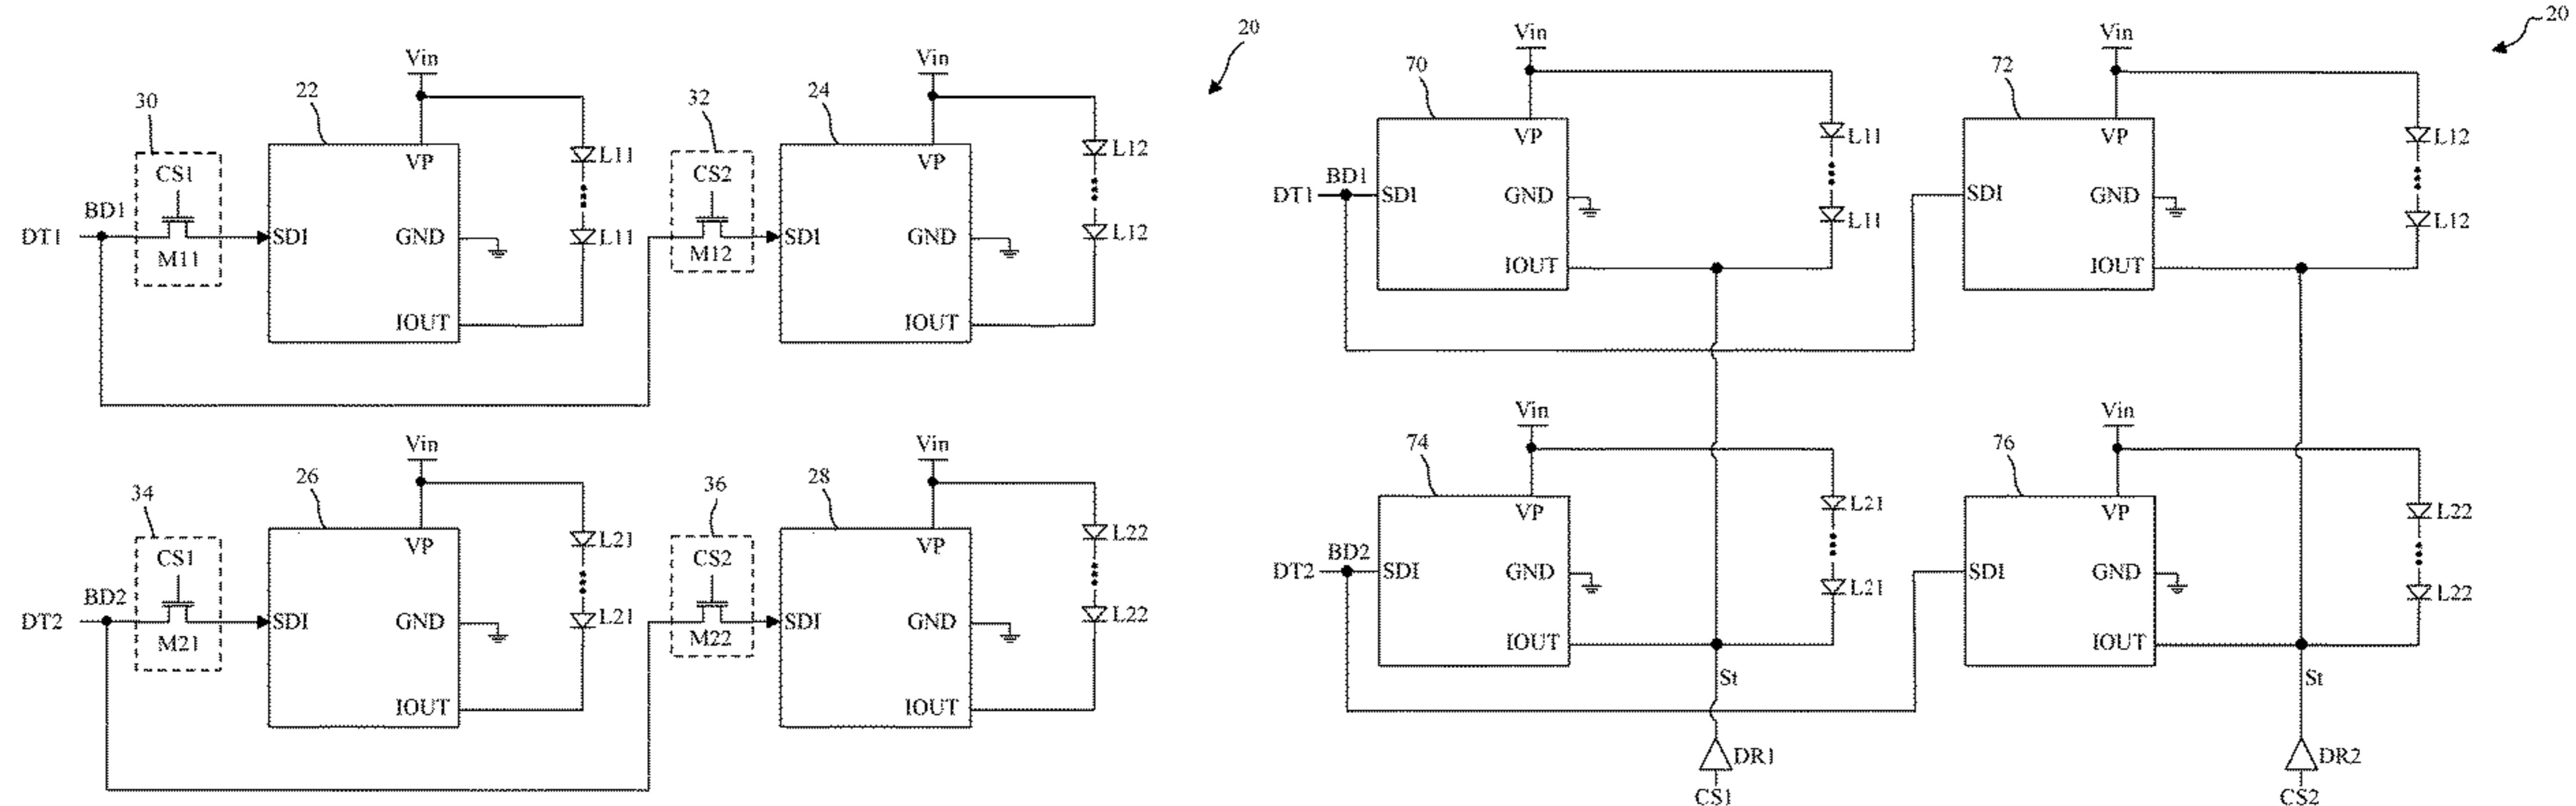 20
20
Vin
Vin
30
22
32
24
CS1
VP
L11
CS2
VP
L12
BD1
DT1
SDI
GND
L11
SDI
GND
L12
M11
M12
IOUT
IOUT
Vin
Vin
34
26
36
28
CS1
VP
L21
CS2
VP
L22
BD2
DT2
SDI
GND
L21
SDI
GND
L22
M21
M22
IOUT
IOUT
Vin
Vin
70
72
VP
L11
VP
L12
BD1
DT1
SDI
GND
L11
SDI
GND
L12
IOUT
IOUT
Vin
Vin
74
76
VP
L21
VP
L22
BD2
DT2
SDI
GND
L21
SDI
GND
L22
IOUT
IOUT
St
St
DR1
DR2
CS1
CS2